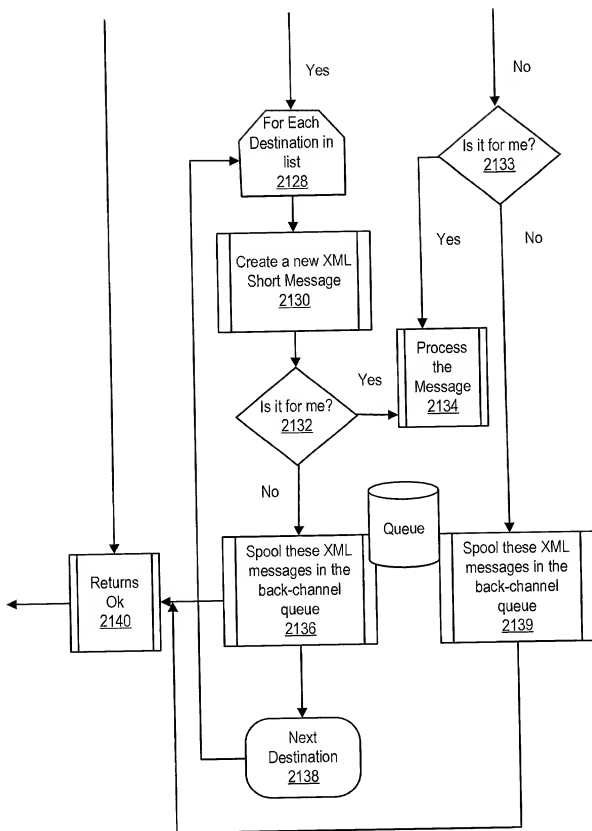 Yes
No
For Each
Destination in
list
2128
Is it for me?
2133
Create a new XML
Short Message
2130
Yes
No
Process
the
Message
2134
Is it for me?
2132
Yes
No
Queue
Spool these XML
messages in the
back-channel
queue
2136
Spool these XML
messages in the
back-channel
queue
2139
Returns
Ok
2140
Next
Destination
2138